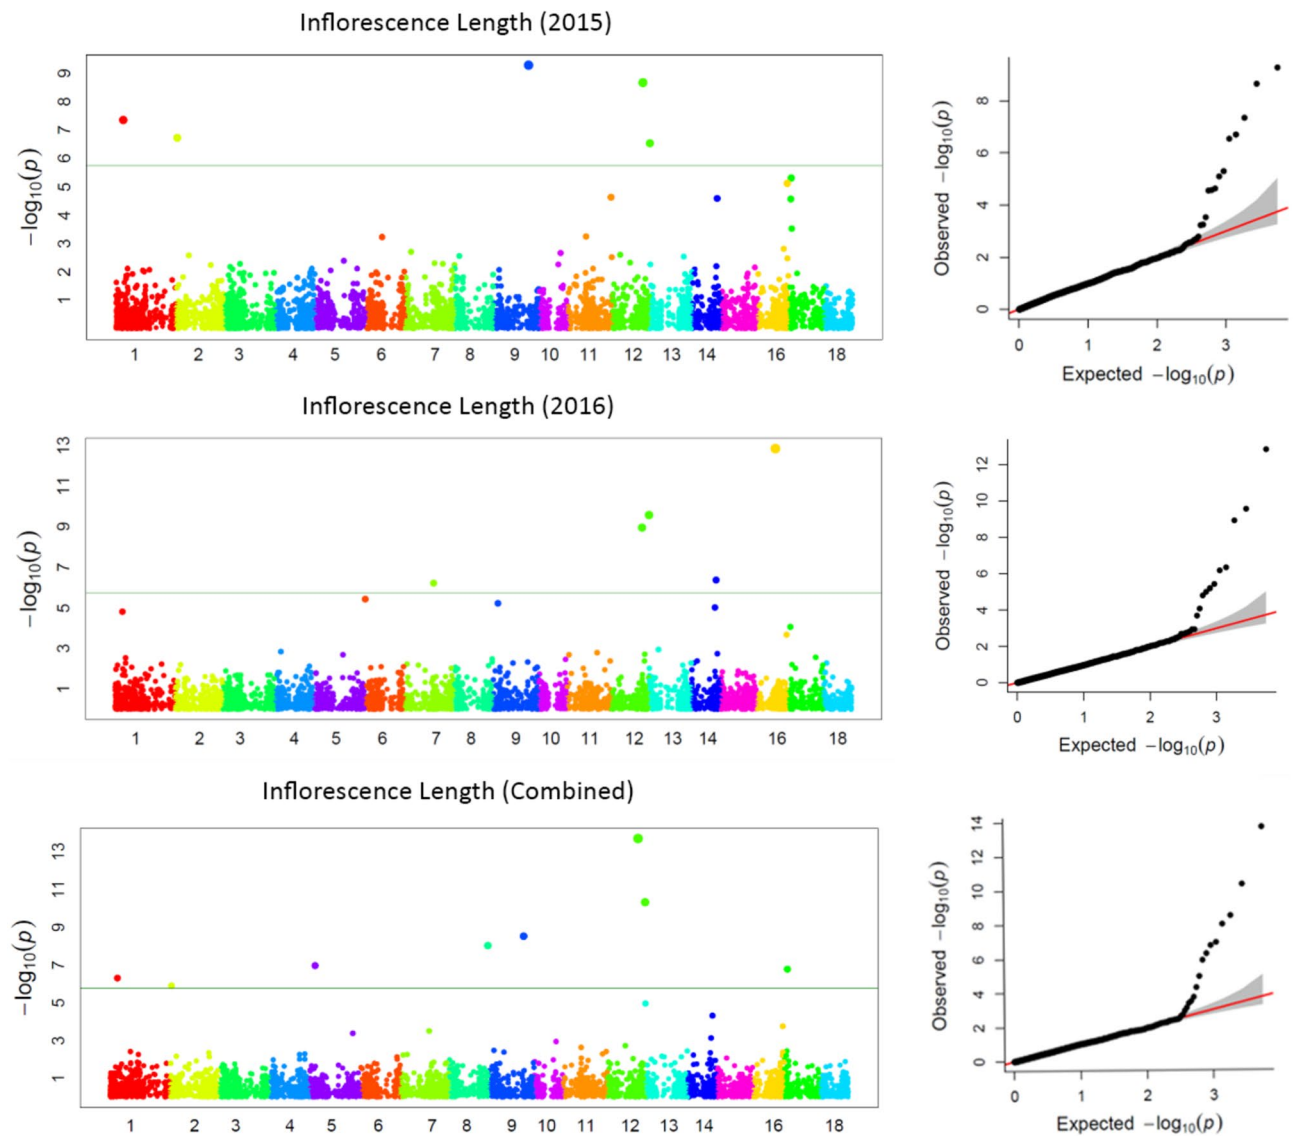 Inflorescence Length (2015)
−log₁₀(p)
9
8
7
6
5
4
3
2
1
1 2 3 4 5 6 7 8 9 10 11 12 13 14 16 18
Observed −log₁₀(p)
8
6
4
2
0
0 1 2 3
Expected −log₁₀(p)
Inflorescence Length (2016)
−log₁₀(p)
13
11
9
7
5
3
1
1 2 3 4 5 6 7 8 9 10 11 12 13 14 16 18
Observed −log₁₀(p)
12
10
8
6
4
2
0
0 1 2 3
Expected −log₁₀(p)
Inflorescence Length (Combined)
−log₁₀(p)
13
11
9
7
5
3
1
1 2 3 4 5 6 7 8 9 10 11 12 13 14 16 18
Observed −log₁₀(p)
14
12
10
8
6
4
2
0
0 1 2 3
Expected −log₁₀(p)